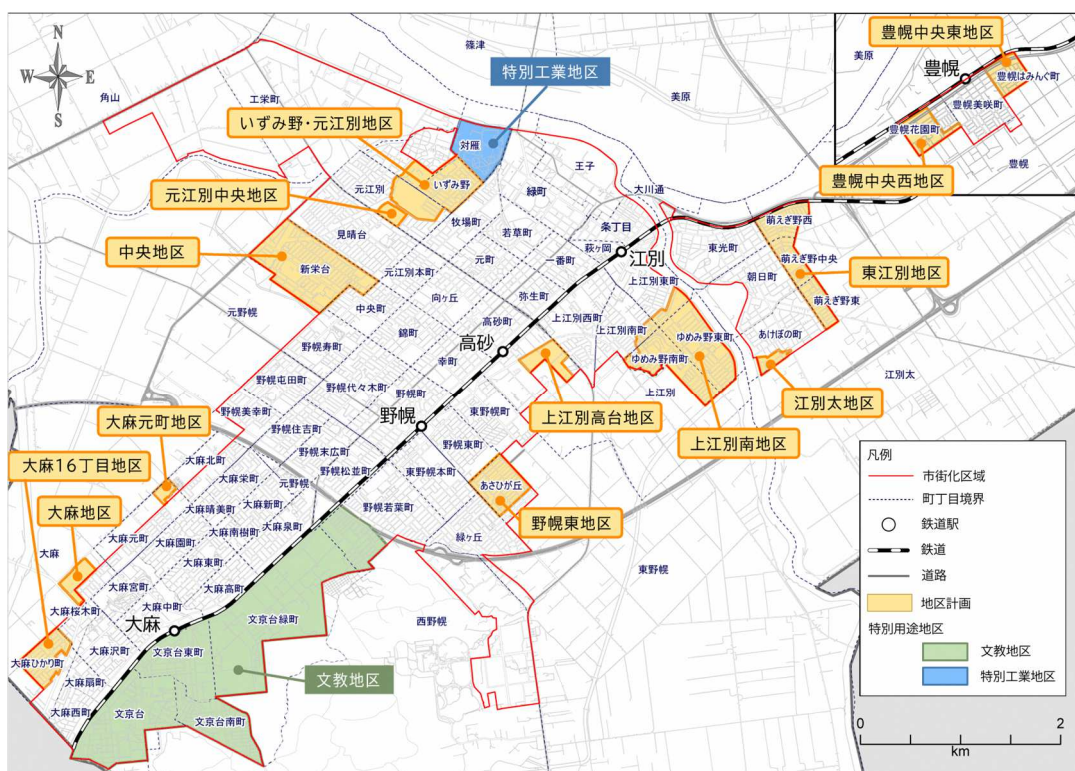 N
W
E
S
篠津
特別工業地区
美原
角山
工栄町
いずみ野・元江別地区
対雁
王子
元江別中央地区
元江別
いずみ野
緑町
大川通
牧場町
若草町
条丁目
見晴台
萩ヶ岡
江別
中央地区
新栄台
元江別本町
元町
一番町
上江別東町
東光町
萌えぎ野西
萌えぎ野中央
朝日町
東江別地区
萌えぎ野東
元野幌
中央町
向ヶ丘
弥生町
上江別西町
上江別南町
ゆめみ野東町
あけぼの町
錦町
高砂町
高砂
ゆめみ野南町
野幌寿町
幸町
江別太
野幌屯田町
野幌代々木町
野幌町
上江別
江別太地区
上江別高台地区
上江別南地区
野幌美幸町
野幌
東野幌町
大麻元町地区
野幌住吉町
野幌東町
大麻16丁目地区
大麻北町
野幌末広町
大麻栄町
元野幌
野幌松並町
東野幌本町
あさひが丘
大麻地区
大麻晴美町
大麻新町
野幌東地区
野幌若葉町
大麻元町
大麻園町
大麻南樹町
大麻泉町
緑ヶ丘
大麻
大麻東町
東野幌
大麻宮町
大麻高町
大麻桜木町
大麻中町
文京台緑町
西野幌
大麻
大麻沢町
文京台東町
大麻ひかり町
文教地区
大麻扇町
大麻西町
文京台
文京台南町
豊幌中央東地区
美原
豊幌
豊幌はみんぐ町
豊幌美咲町
豊幌花園町
豊幌
豊幌中央西地区
凡例
市街化区域
町丁目境界
鉄道駅
鉄道
道路
地区計画
特別用途地区
文教地区
特別工業地区
0
2
km